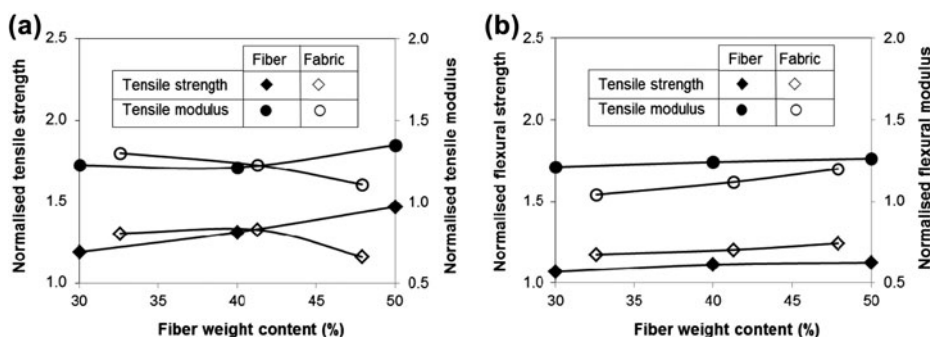 (a)
Normalised tensile strength
2.5
2.0
1.5
1.0
Fiber Fabric
Tensile strength
Tensile modulus
2.0
1.5
1.0
0.5
Normalised tensile modulus
30 35 40 45 50
Fiber weight content (%)
(b)
Normalised flexural strength
2.5
2.0
1.5
1.0
Fiber Fabric
Tensile strength
Tensile modulus
2.0
1.5
1.0
0.5
Normalised flexural modulus
30 35 40 45 50
Fiber weight content (%)